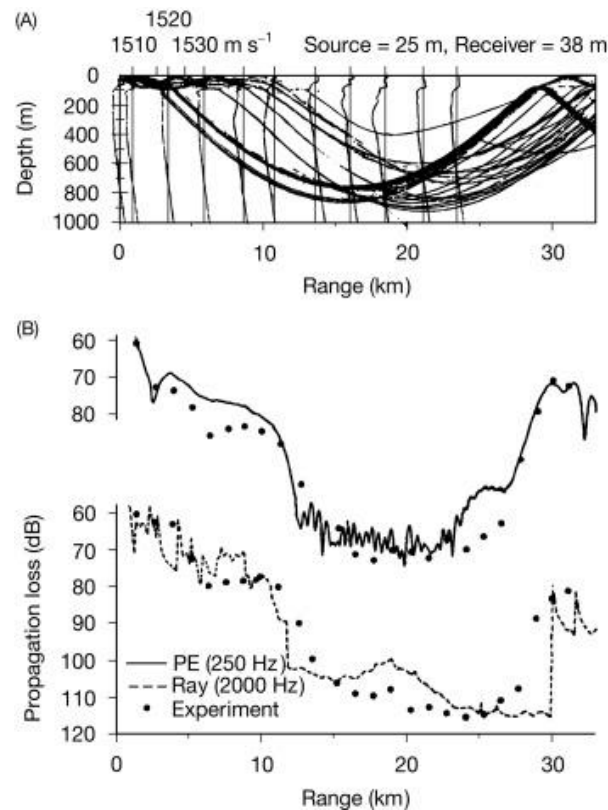 (A)
1520
1510
1530 m s⁻¹
Source = 25 m, Receiver = 38 m
Depth (m)
0
200
400
600
800
1000
0 10 20 30
Range (km)
(B)
Propagation loss (dB)
60
70
80
60
70
80
90
100
110
120
PE (250 Hz)
Ray (2000 Hz)
Experiment
0 10 20 30
Range (km)